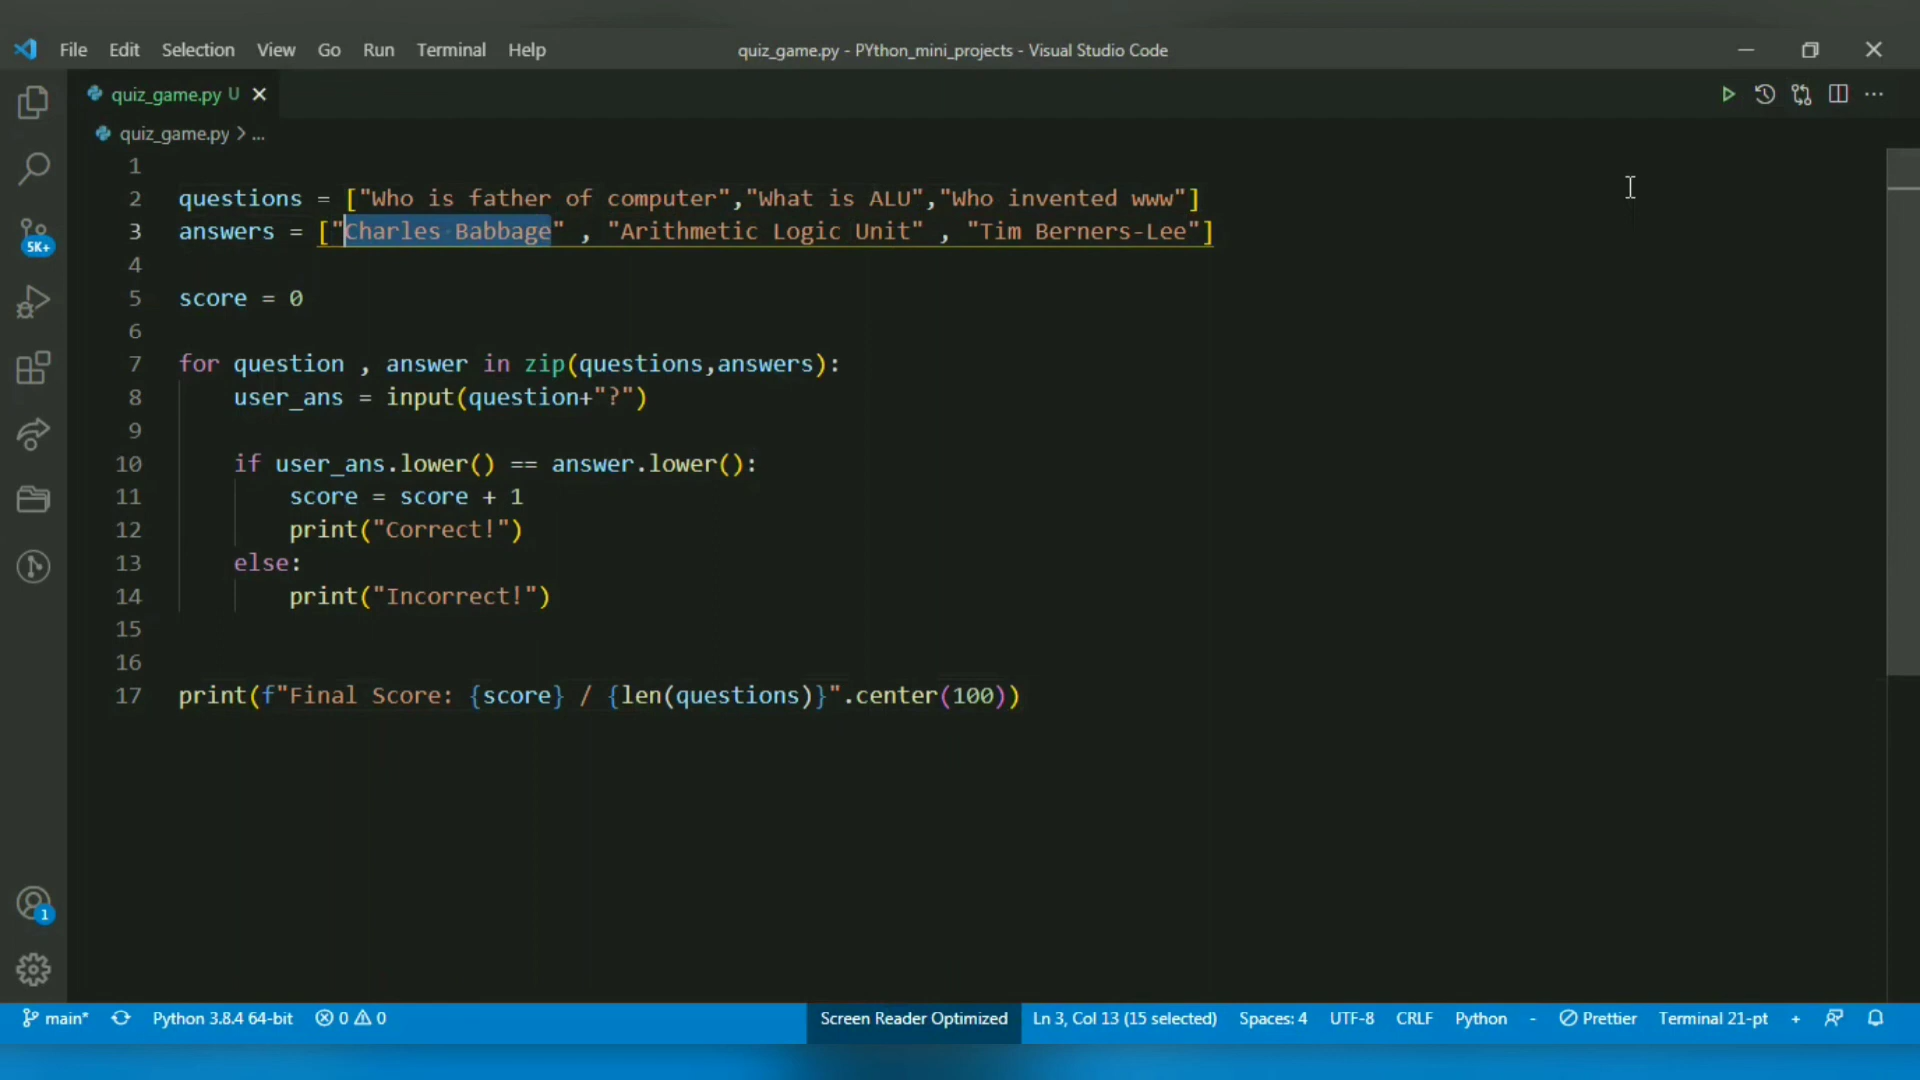 File Edit Selection View Go Run Terminal Help quiz_game.py - PYthon_mini_projects - Visual Studio Code
quiz_game.py U
quiz_game.py > ...
1
2 questions = ["Who is father of computer","What is ALU","Who invented www"]
3 answers = ["Charles Babbage" , "Arithmetic Logic Unit" , "Tim Berners-Lee"]
4
5 score = 0
6
7 for question , answer in zip(questions,answers):
8 user_ans = input(question+"?")
9
10 if user_ans.lower() == answer.lower():
11 score = score + 1
12 print("Correct!")
13 else:
14 print("Incorrect!")
15
16
17 print(f"Final Score: {score} / {len(questions)}".center(100))
5K+
1
main* Python 3.8.4 64-bit 0 0 Screen Reader Optimized Ln 3, Col 13 (15 selected) Spaces: 4 UTF-8 CRLF Python - Prettier Terminal 21-pt +